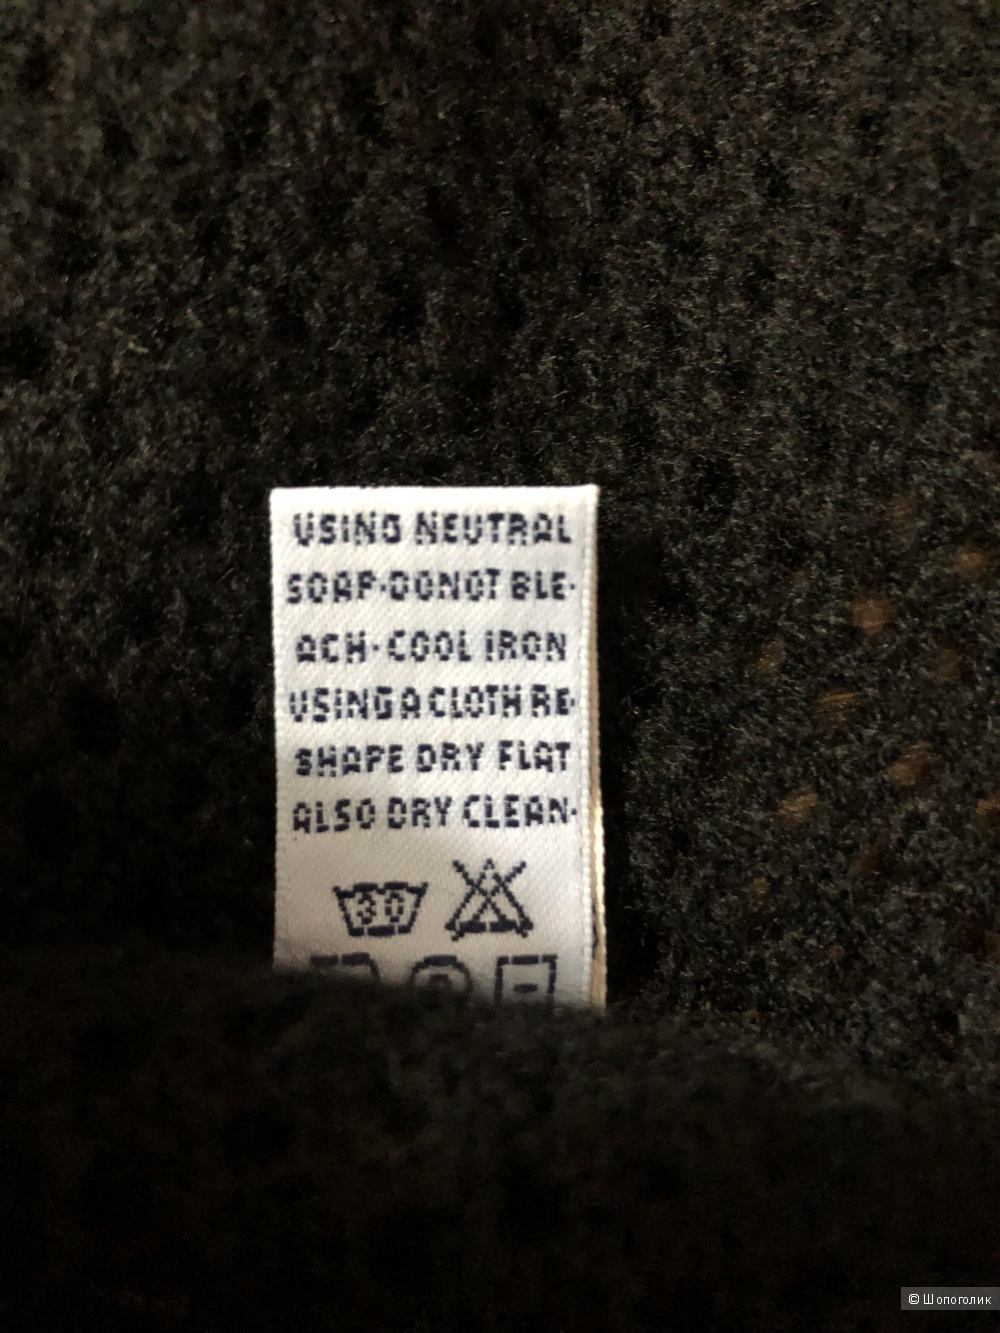 USING NEUTRAL
SOAP·DONOT BLE·
ACH·COOL IRON
USING A CLOTH RE·
SHAPE DRY FLAT
ALSO DRY CLEAN·
30
© Шопоголик